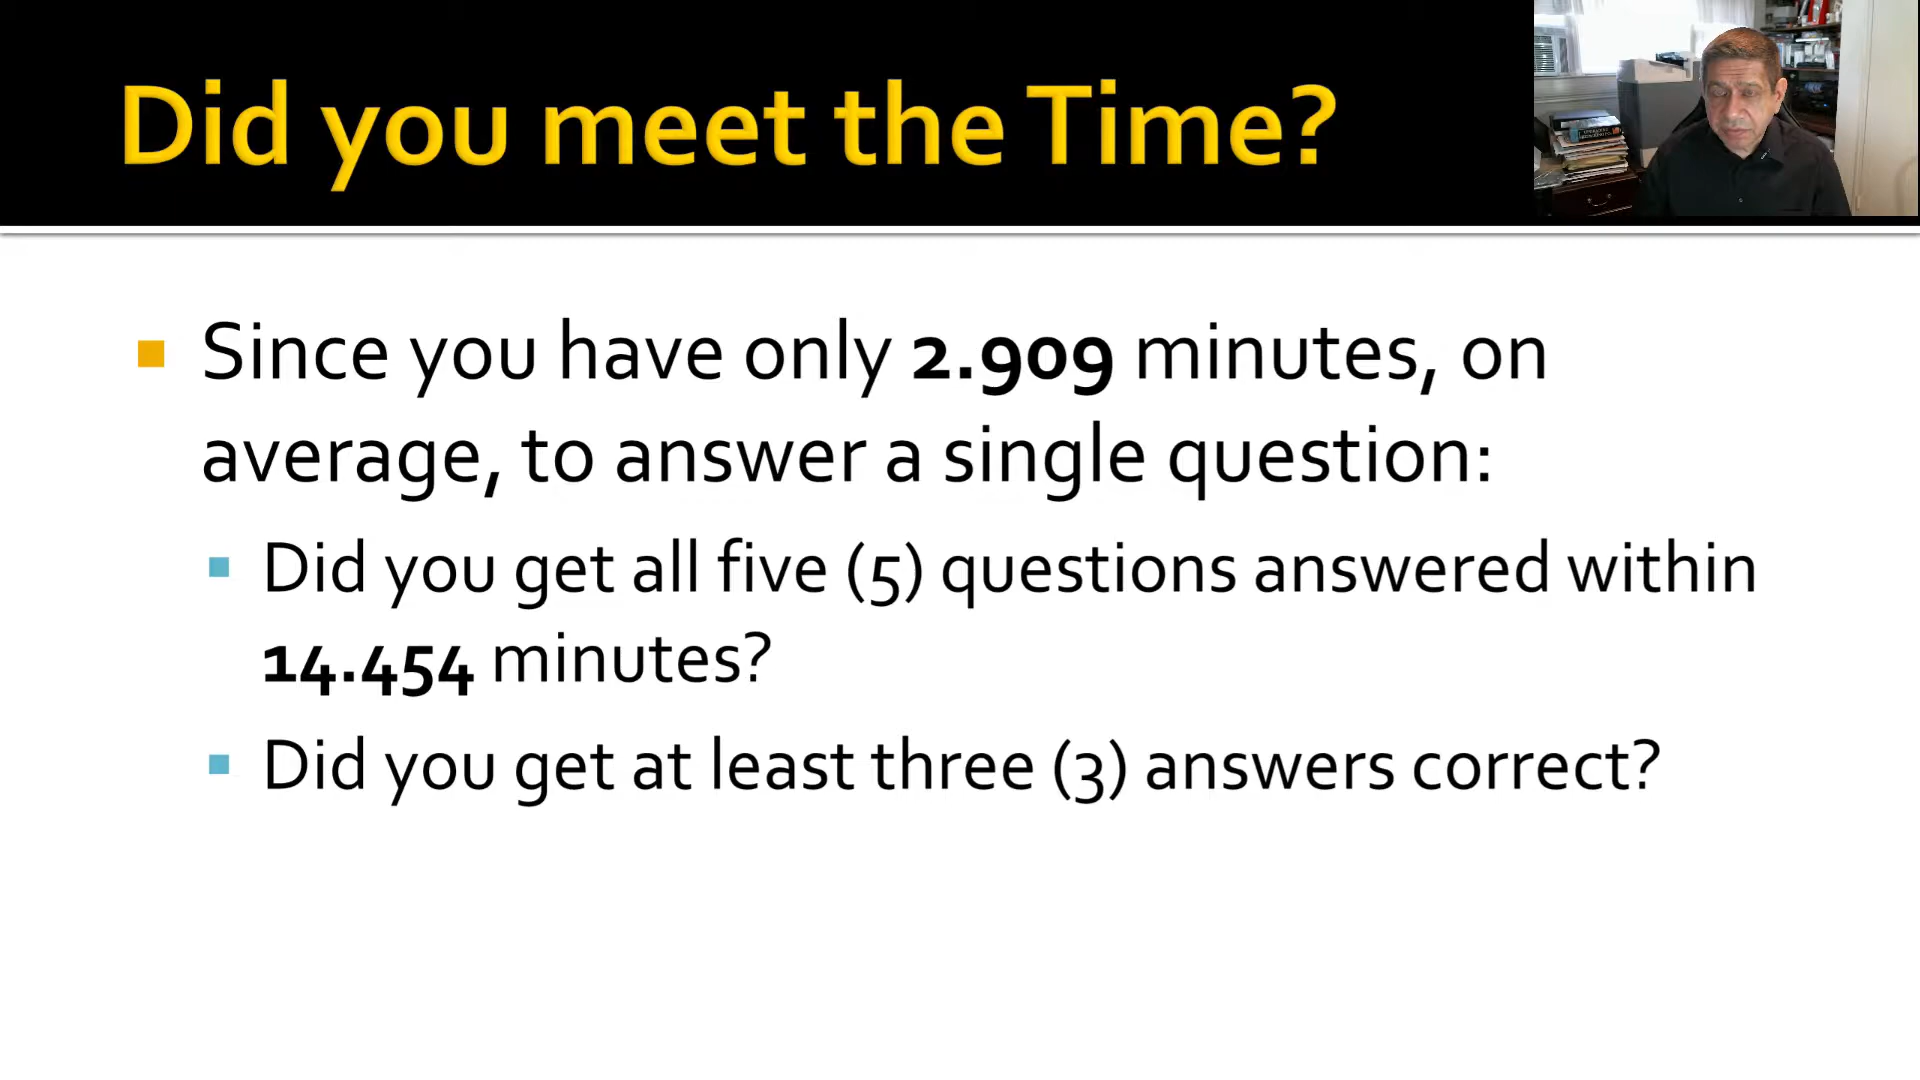 Did you meet the Time?
Since you have only 2.909 minutes, on
average, to answer a single question:
Did you get all five (5) questions answered within
14.454 minutes?
Did you get at least three (3) answers correct?